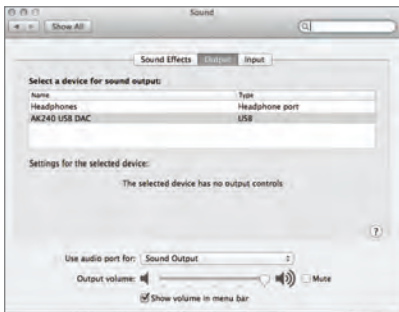 Sound
Show All
Sound Effects Output Input
Select a device for sound output:
Name Type
Headphones Headphone port
AK240 USB DAC USB
Settings for the selected device:
The selected device has no output controls
?
Use audio port for: Sound Output
Output volume: Mute
Show volume in menu bar